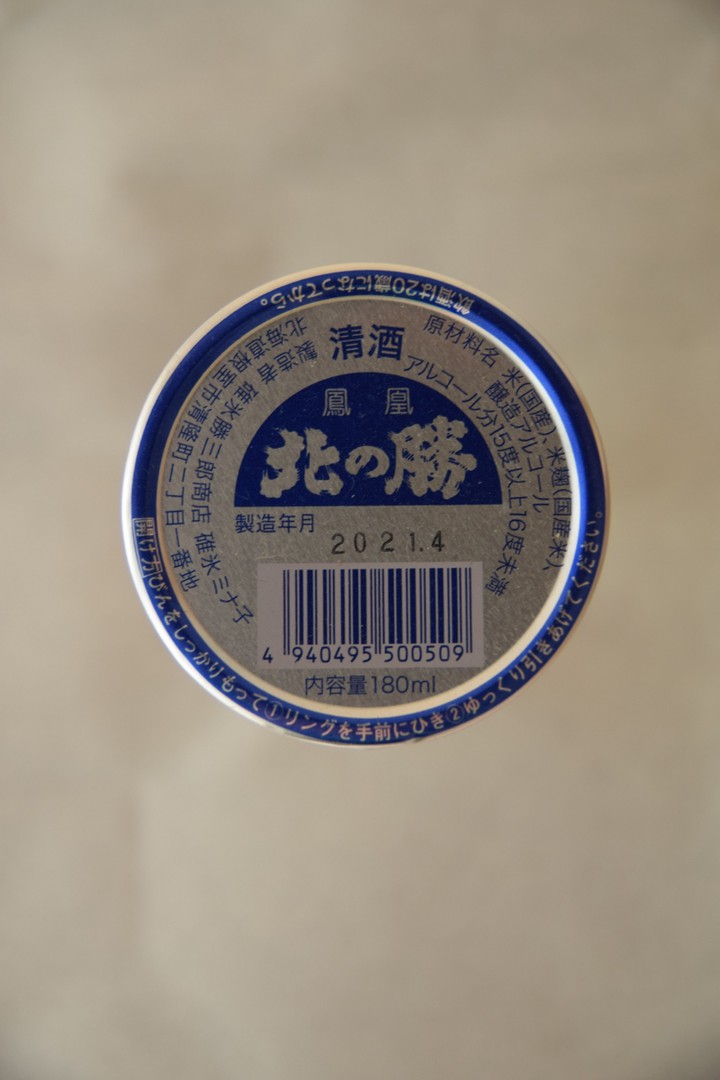 飲酒は20歳になってから。
清酒
鳳凰
北の勝
製造年月
2021.4
4 940495 500509
内容量180ml
原材料名 米(国産)、米麹(国産米)、
醸造アルコール
アルコール分15度以上16度未満
製造者 碓氷勝三郎商店 碓氷ミナ子
北海道根室市清隆町二丁目一番地
開け方びんをしっかりもって①リングを手前にひき②ゆっくり引きあげてください。